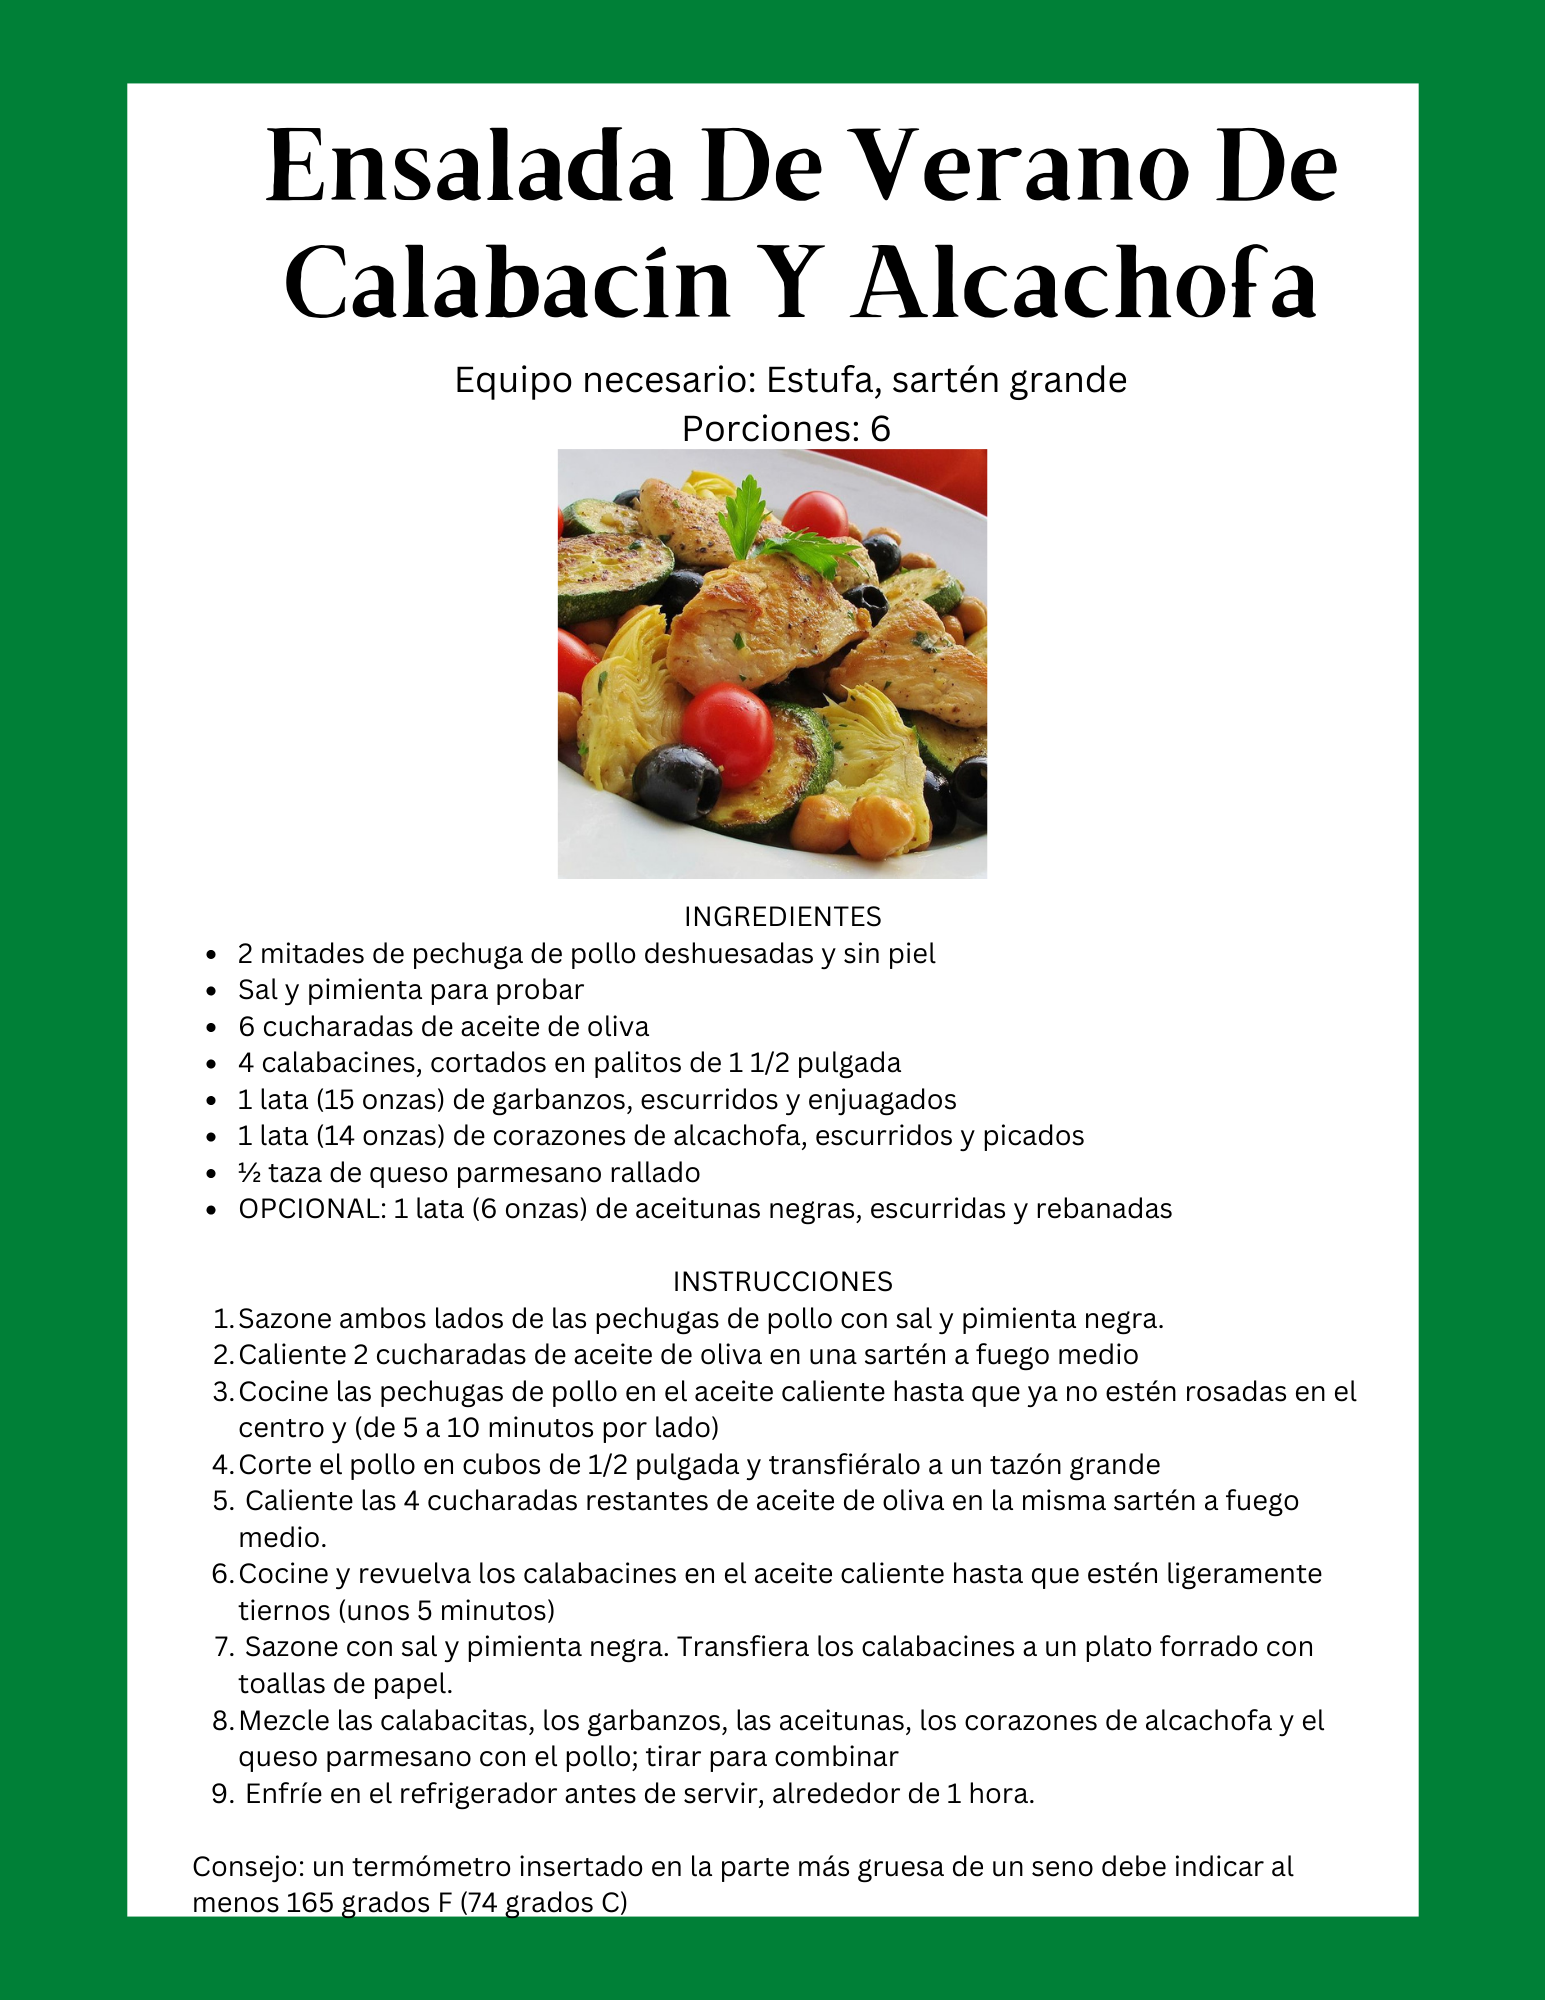 Ensalada De Verano De
Calabacín Y Alcachofa
Equipo necesario: Estufa, sartén grande
Porciones: 6
INGREDIENTES
• 2 mitades de pechuga de pollo deshuesadas y sin piel
• Sal y pimienta para probar
• 6 cucharadas de aceite de oliva
• 4 calabacines, cortados en palitos de 1 1/2 pulgada
• 1 lata (15 onzas) de garbanzos, escurridos y enjuagados
• 1 lata (14 onzas) de corazones de alcachofa, escurridos y picados
• ½ taza de queso parmesano rallado
• OPCIONAL: 1 lata (6 onzas) de aceitunas negras, escurridas y rebanadas
INSTRUCCIONES
1. Sazone ambos lados de las pechugas de pollo con sal y pimienta negra.
2. Caliente 2 cucharadas de aceite de oliva en una sartén a fuego medio
3. Cocine las pechugas de pollo en el aceite caliente hasta que ya no estén rosadas en el
centro y (de 5 a 10 minutos por lado)
4. Corte el pollo en cubos de 1/2 pulgada y transfiéralo a un tazón grande
5. Caliente las 4 cucharadas restantes de aceite de oliva en la misma sartén a fuego
medio.
6. Cocine y revuelva los calabacines en el aceite caliente hasta que estén ligeramente
tiernos (unos 5 minutos)
7. Sazone con sal y pimienta negra. Transfiera los calabacines a un plato forrado con
toallas de papel.
8. Mezcle las calabacitas, los garbanzos, las aceitunas, los corazones de alcachofa y el
queso parmesano con el pollo; tirar para combinar
9. Enfríe en el refrigerador antes de servir, alrededor de 1 hora.
Consejo: un termómetro insertado en la parte más gruesa de un seno debe indicar al
menos 165 grados F (74 grados C)